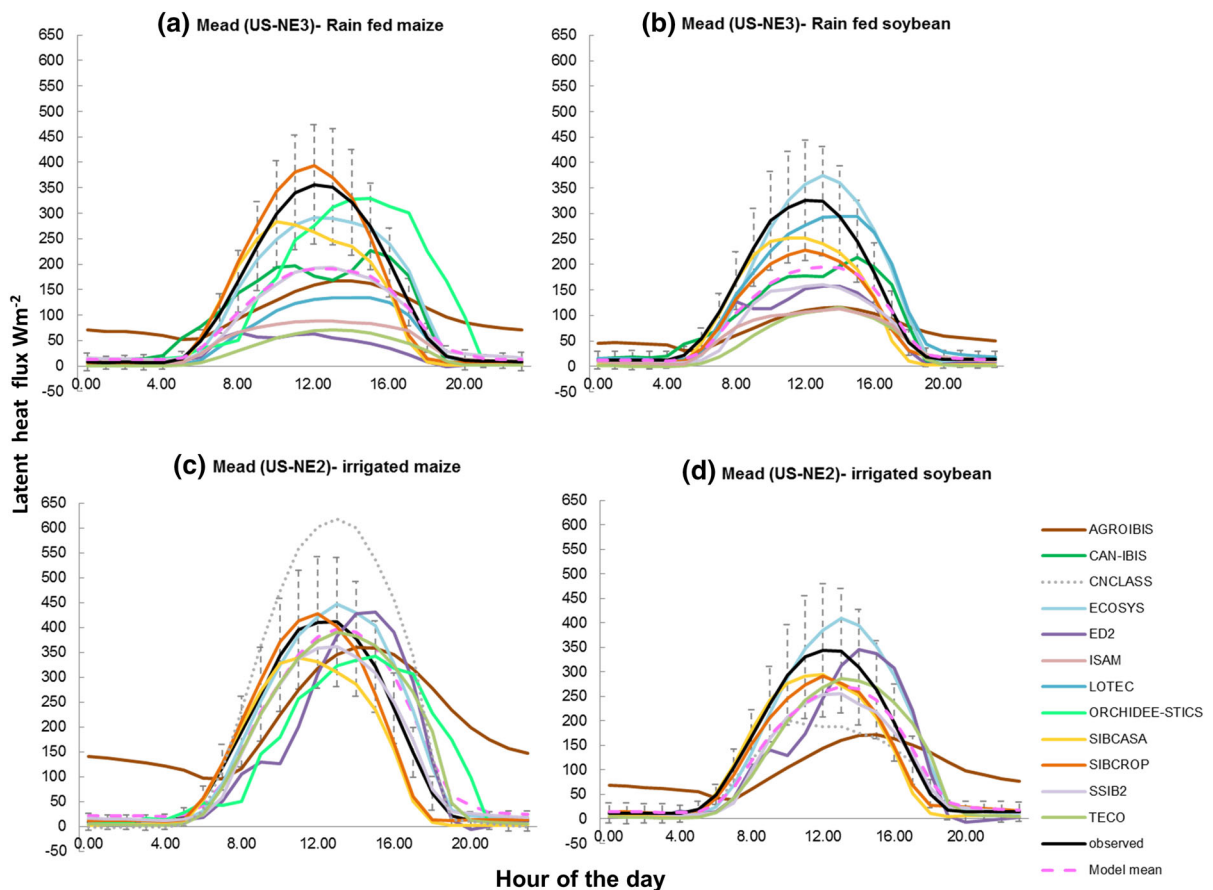 (a) Mead (US-NE3)- Rain fed maize
(b) Mead (US-NE3)- Rain fed soybean
650
600
550
500
450
400
350
300
250
200
150
100
50
0
-50
0.00 4.00 8.00 12.00 16.00 20.00
650
600
550
500
450
400
350
300
250
200
150
100
50
0
-50
0.00 4.00 8.00 12.00 16.00 20.00
Latent heat flux Wm-2
(c) Mead (US-NE2)- irrigated maize
(d) Mead (US-NE2)- irrigated soybean
650
600
550
500
450
400
350
300
250
200
150
100
50
0
-50
0.00 4.00 8.00 12.00 16.00 20.00
650
600
550
500
450
400
350
300
250
200
150
100
50
0
-50
0.00 4.00 8.00 12.00 16.00 20.00
AGROIBIS
CAN-IBIS
CNCLASS
ECOSYS
ED2
ISAM
LOTEC
ORCHIDEE-STICS
SIBCASA
SIBCROP
SSIB2
TECO
observed
Model mean
Hour of the day